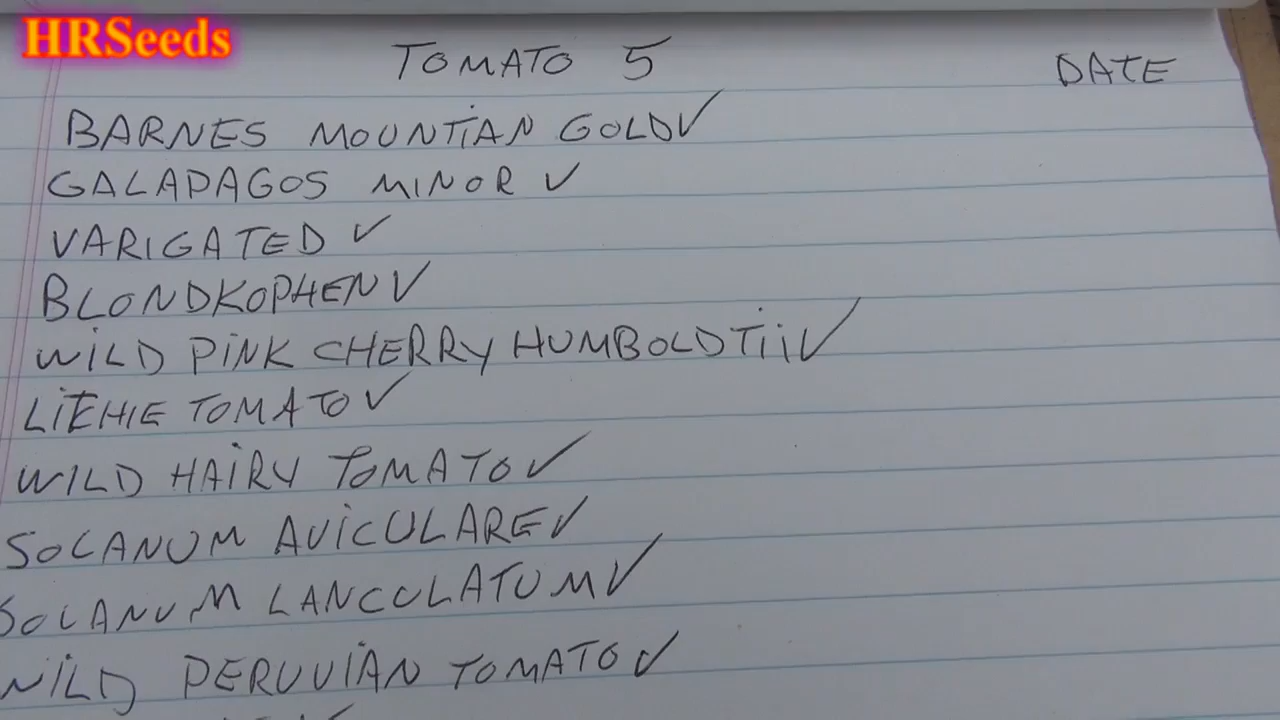 HRSeeds
TOMATO 5 DATE
BARNES MOUNTIAN GOLD✓
GALAPAGOS MINOR ✓
VARIGATED ✓
BLONDKOPHEN ✓
WILD PINK CHERRY HUMBOLDTII ✓
LITCHIE TOMATO ✓
WILD HAIRY TOMATO ✓
SOLANUM AVICULARE ✓
SOLANUM LANCULATUM ✓
WILD PERUVIAN TOMATO ✓